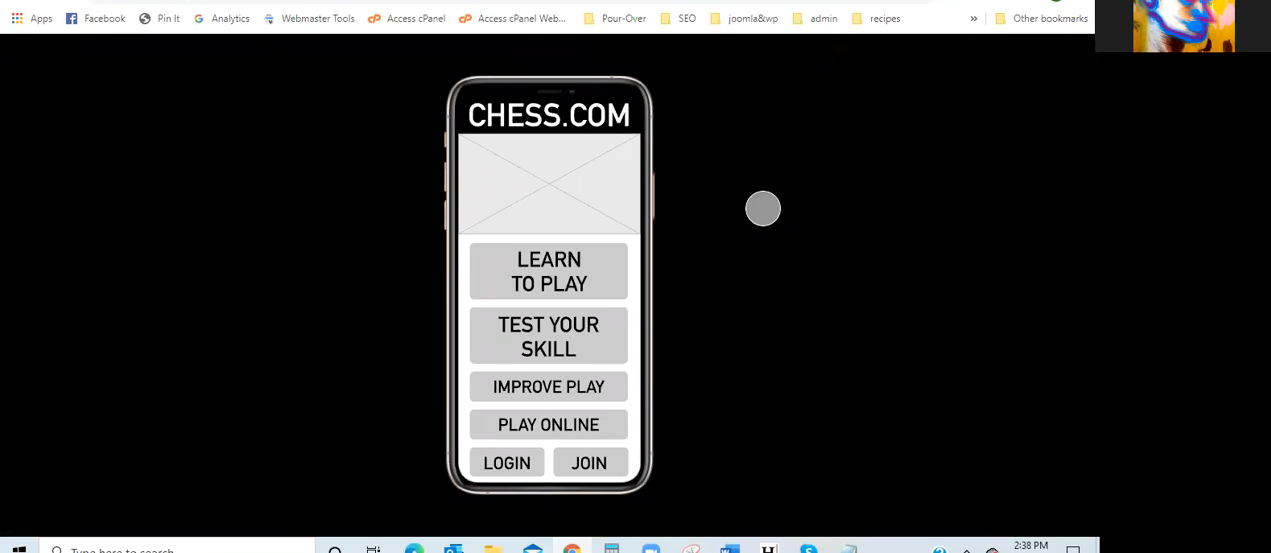 Apps Facebook Pin It Analytics Webmaster Tools Access cPanel Access cPanel Web... Pour-Over SEO joomla&wp admin recipes » Other bookmarks
CHESS.COM
LEARN
TO PLAY
TEST YOUR
SKILL
IMPROVE PLAY
PLAY ONLINE
LOGIN JOIN
Type here to search
2:38 PM